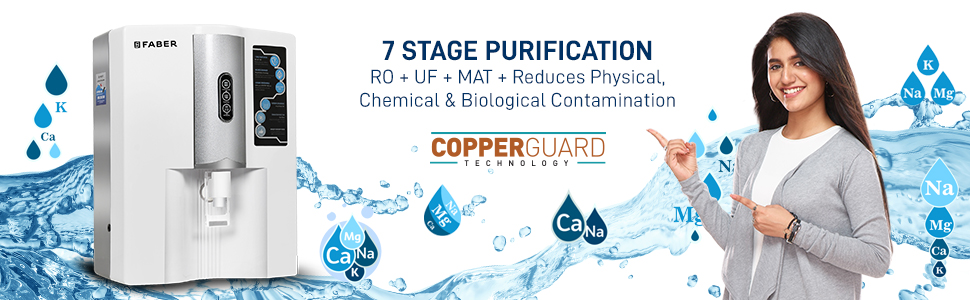 FABER
7 STAGE PURIFICATION
RO + UF + MAT + Reduces Physical,
Chemical & Biological Contamination
COPPERGUARD
TECHNOLOGY
K
Ca
Mg
Ca
Na
K
Mg
Na
Ca
Na
N
Mg
K
Na
Mg
Na
Mg
Ca
K